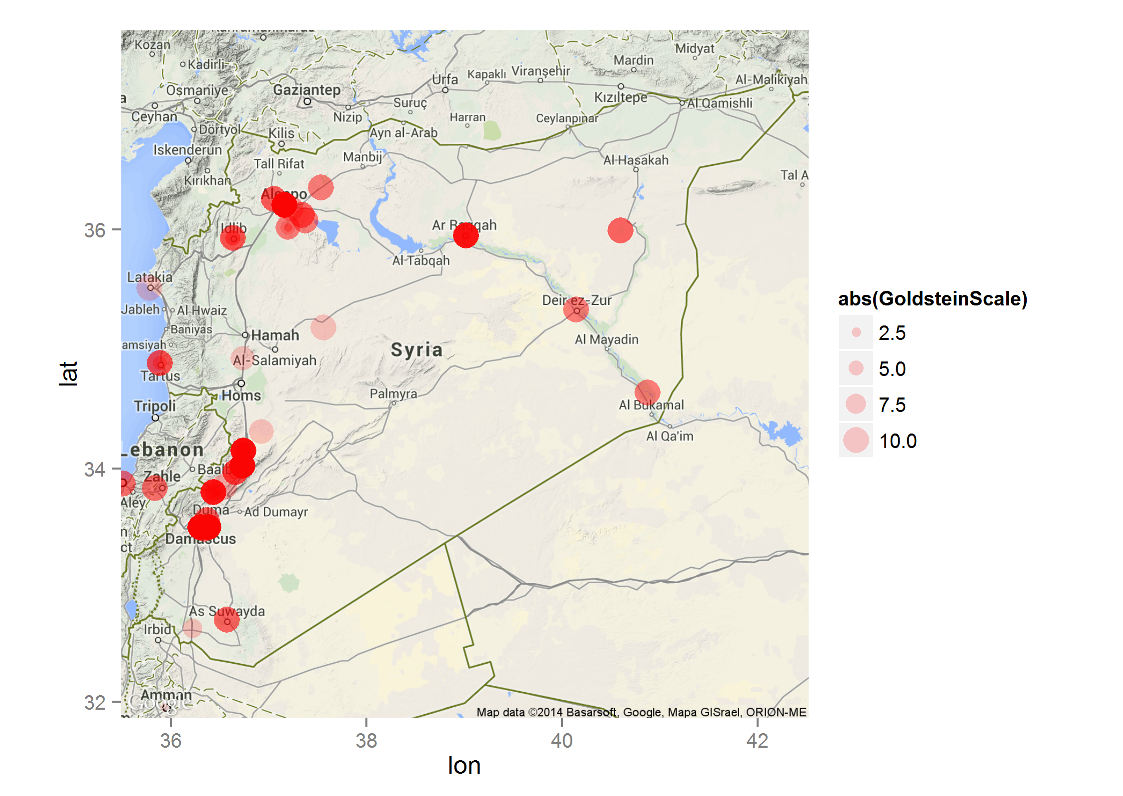 Kozan
Kadirli
Osmaniye
Gaziantep
Urfa
Kapaklı
Viranşehir
Mardin
Midyat
Al-Malikiyah
Kızıltepe
Al Qamishli
Ceyhan
Dörtyol
Kilis
Nizip
Suruç
Harran
Ceylanpınar
Ayn al-Arab
Iskenderun
Kırıkhan
Tall Rifat
Manbij
Al Hasakah
Tal A
Aleppo
Idlib
Ar Raqqah
Al Tabqah
Latakia
Jableh
Al Hwaiz
Baniyas
amsiyah
Hamah
Al-Salamiyah
Syria
Deir ez-Zur
Al Mayadin
Tartus
Homs
Palmyra
Al Bukamal
Al Qa'im
Tripoli
Lebanon
Zahle
Baalb
Aley
Duma
Ad Dumayr
Damascus
As Suwayda
Irbid
Amman
Google
Map data ©2014 Basarsoft, Google, Mapa GISrael, ORION-ME
lat
36
34
32
36
38
40
42
lon
abs(GoldsteinScale)
2.5
5.0
7.5
10.0